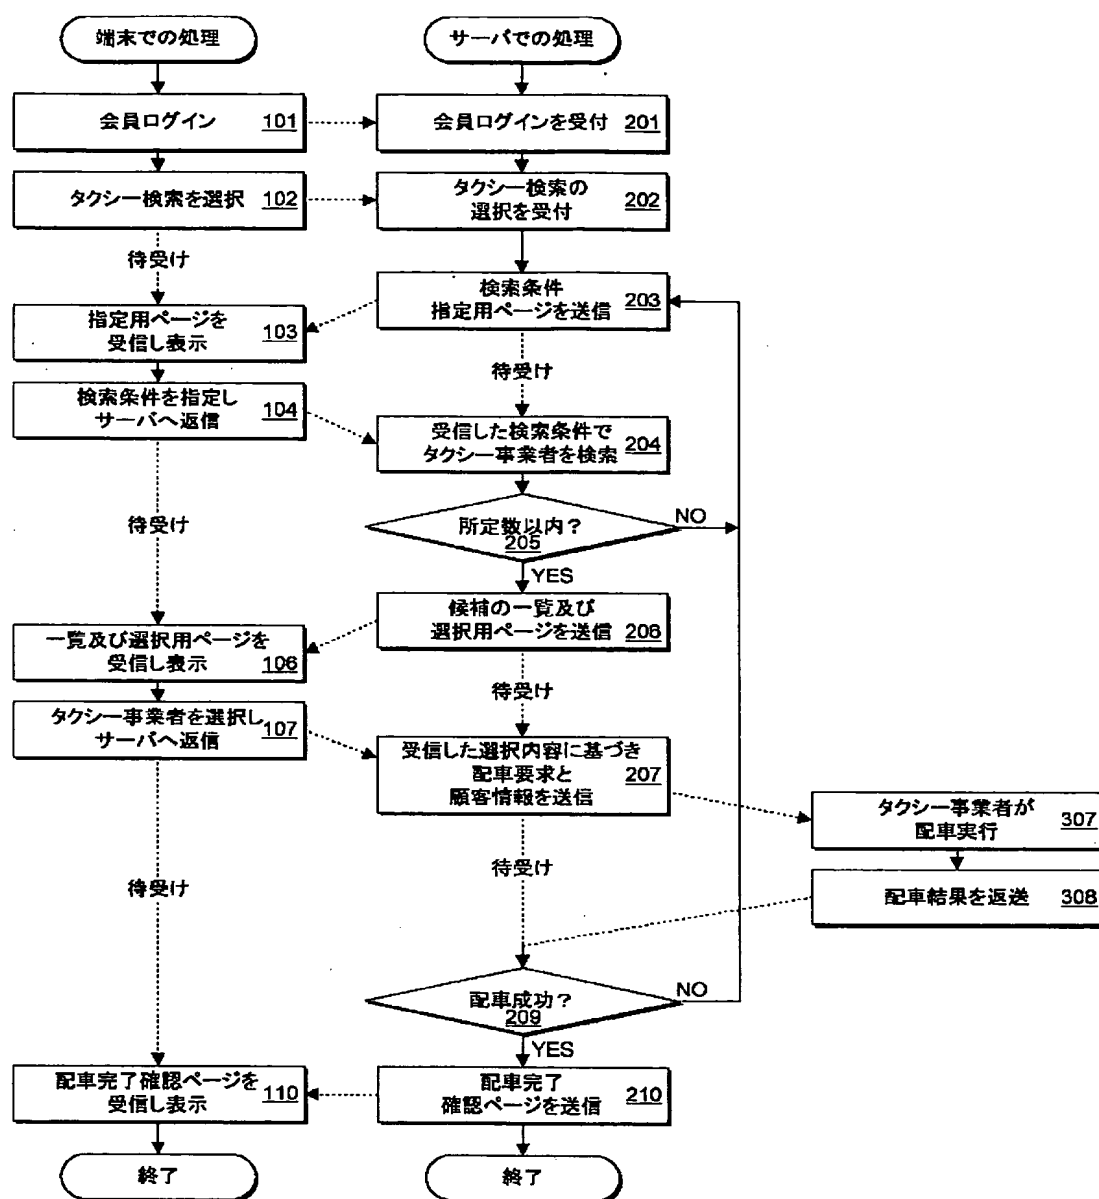 端末での処理
サーバでの処理
会員ログイン 101
会員ログインを受付 201
タクシー検索を選択 102
タクシー検索の
選択を受付 202
待受け
検索条件
指定用ページを送信 203
指定用ページを
受信し表示 103
待受け
検索条件を指定し
サーバへ返信 104
受信した検索条件で
タクシー事業者を検索 204
待受け
所定数以内?
205
NO
YES
候補の一覧及び
選択用ページを送信 206
一覧及び選択用ページを
受信し表示 106
待受け
タクシー事業者を選択し
サーバへ返信 107
受信した選択内容に基づき
配車要求と
顧客情報を送信 207
タクシー事業者が
配車実行 307
待受け
待受け
配車結果を返送 308
配車成功?
209
NO
YES
配車完了確認ページを
受信し表示 110
配車完了
確認ページを送信 210
終了
終了